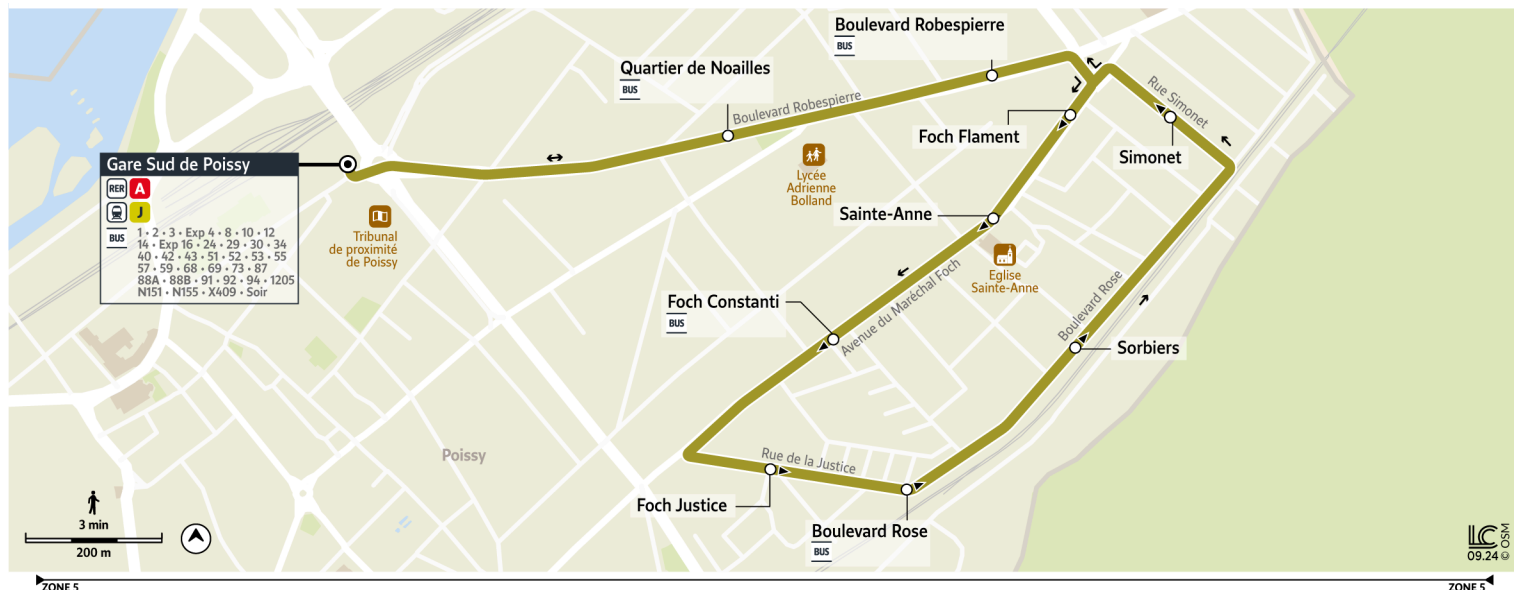 Boulevard Robespierre
BUS
Quartier de Noailles
BUS
Boulevard Robespierre
Rue Simonet
Foch Flament
Simonet
Gare Sud de Poissy
RER A
J
BUS
1 • 2 • 3 • Exp 4 • 8 • 10 • 12
14 • Exp 16 • 24 • 29 • 30 • 34
40 • 42 • 43 • 51 • 52 • 53 • 55
57 • 59 • 68 • 69 • 73 • 87
88A • 88B • 91 • 92 • 94 • 1205
N151 • N155 • X409 • Soir
Lycée
Adrienne
Bolland
Sainte-Anne
Tribunal
de proximité
de Poissy
Eglise
Sainte-Anne
Foch Constanti
BUS
Avenue du Maréchal Foch
Boulevard Rose
Sorbiers
Poissy
Rue de la Justice
Foch Justice
Boulevard Rose
BUS
3 min
200 m
LC
09.24 © OSM
ZONE 5
ZONE 5